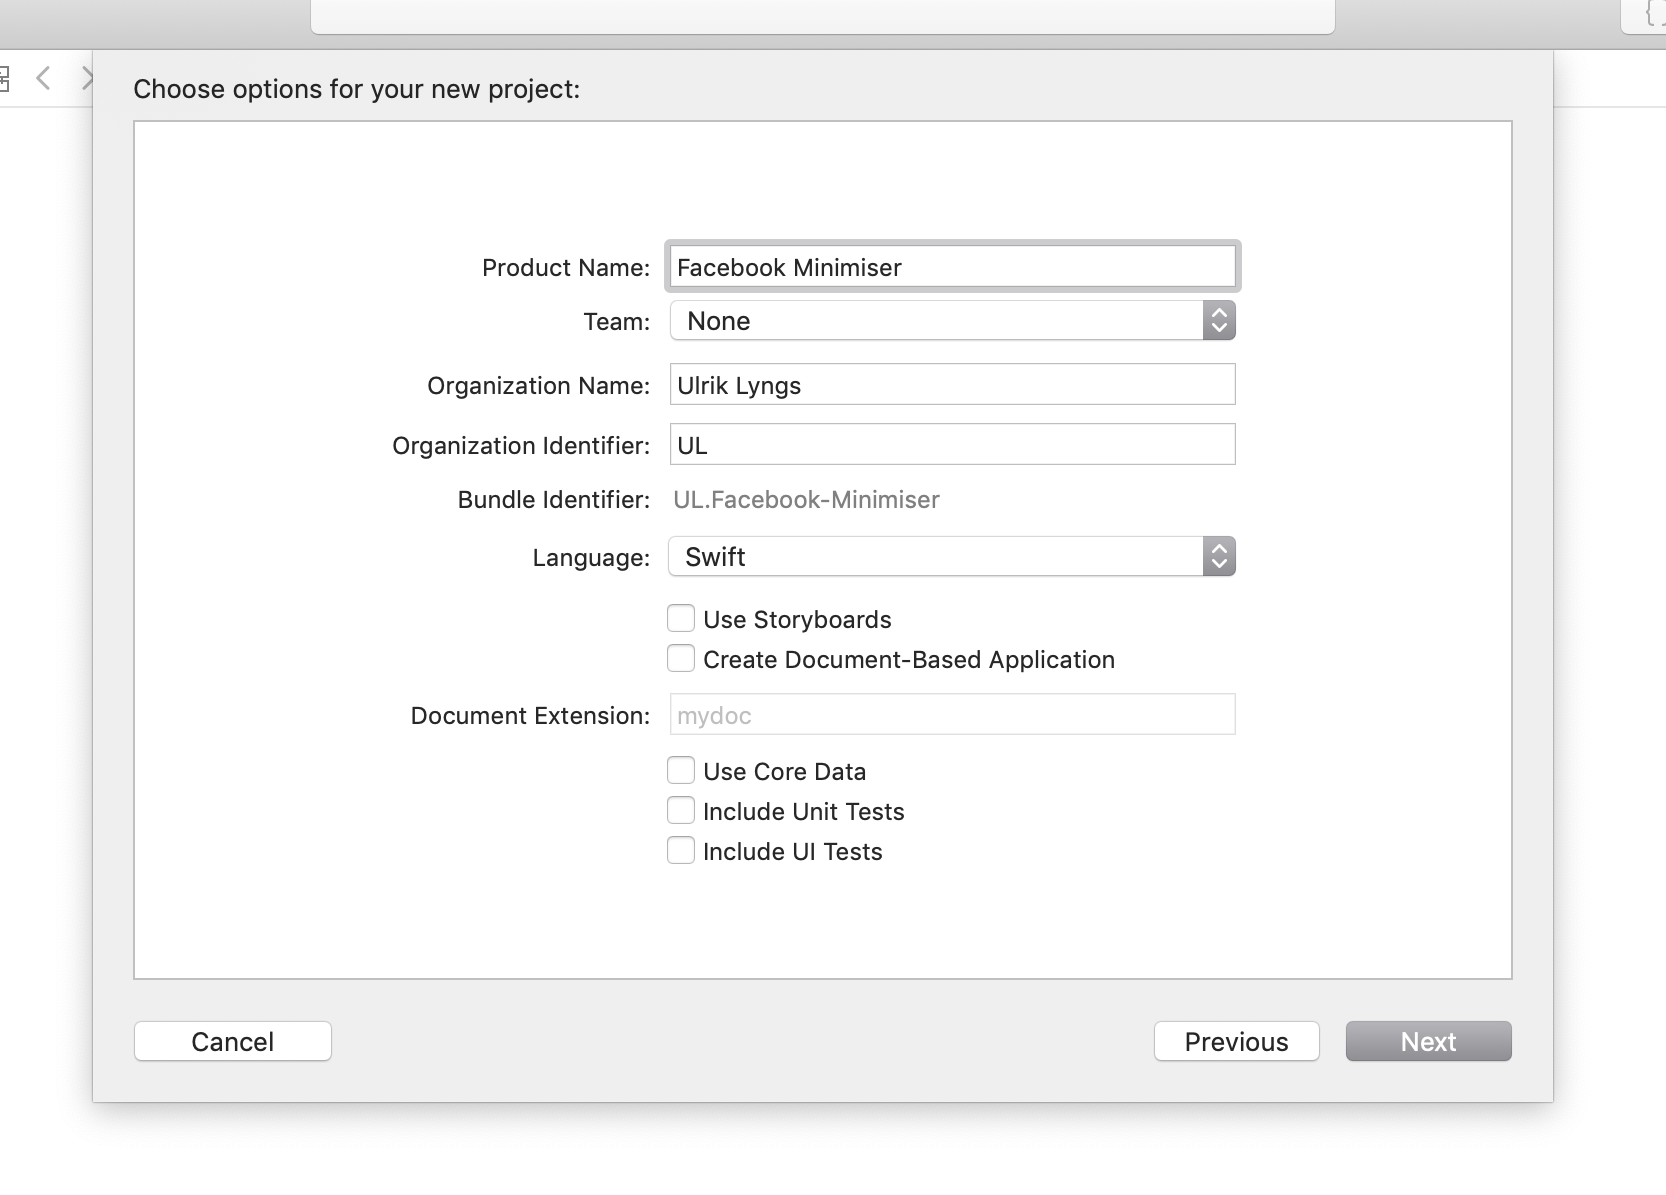 Choose options for your new project:
Product Name: Facebook Minimiser
Team: None
Organization Name: Ulrik Lyngs
Organization Identifier: UL
Bundle Identifier: UL.Facebook-Minimiser
Language: Swift
Use Storyboards
Create Document-Based Application
Document Extension: mydoc
Use Core Data
Include Unit Tests
Include UI Tests
Cancel Previous Next